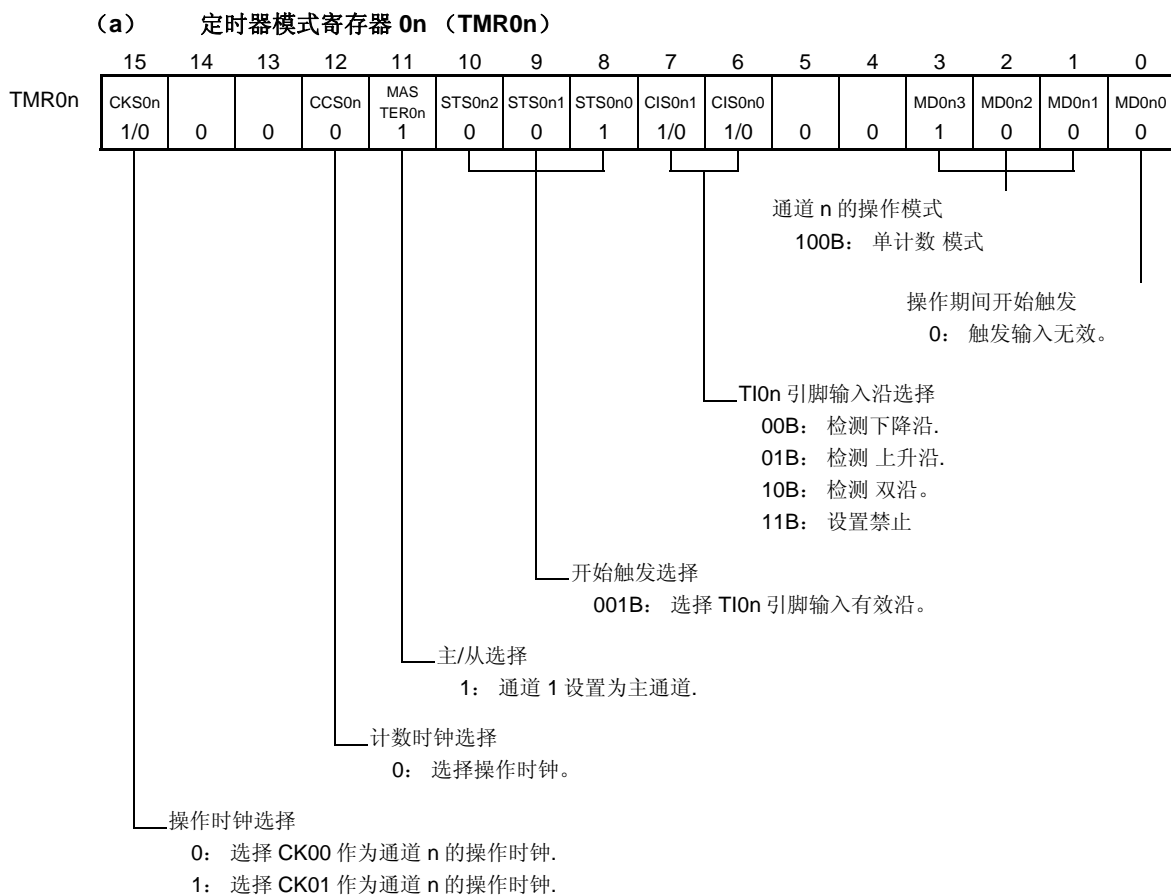 （a） 定时器模式寄存器 0n （TMR0n）
15 14 13 12 11 10 9 8 7 6 5 4 3 2 1 0
TMR0n CKS0n CCS0n MAS TER0n STS0n2 STS0n1 STS0n0 CIS0n1 CIS0n0 MD0n3 MD0n2 MD0n1 MD0n0
1/0 0 0 0 1 0 0 1 1/0 1/0 0 0 1 0 0 0
通道 n 的操作模式
100B： 单计数 模式
操作期间开始触发
0： 触发输入无效。
TI0n 引脚输入沿选择
00B： 检测下降沿.
01B： 检测 上升沿.
10B： 检测 双沿。
11B： 设置禁止
开始触发选择
001B： 选择 TI0n 引脚输入有效沿。
主/从选择
1： 通道 1 设置为主通道.
计数时钟选择
0： 选择操作时钟。
操作时钟选择
0： 选择 CK00 作为通道 n 的操作时钟.
1： 选择 CK01 作为通道 n 的操作时钟.